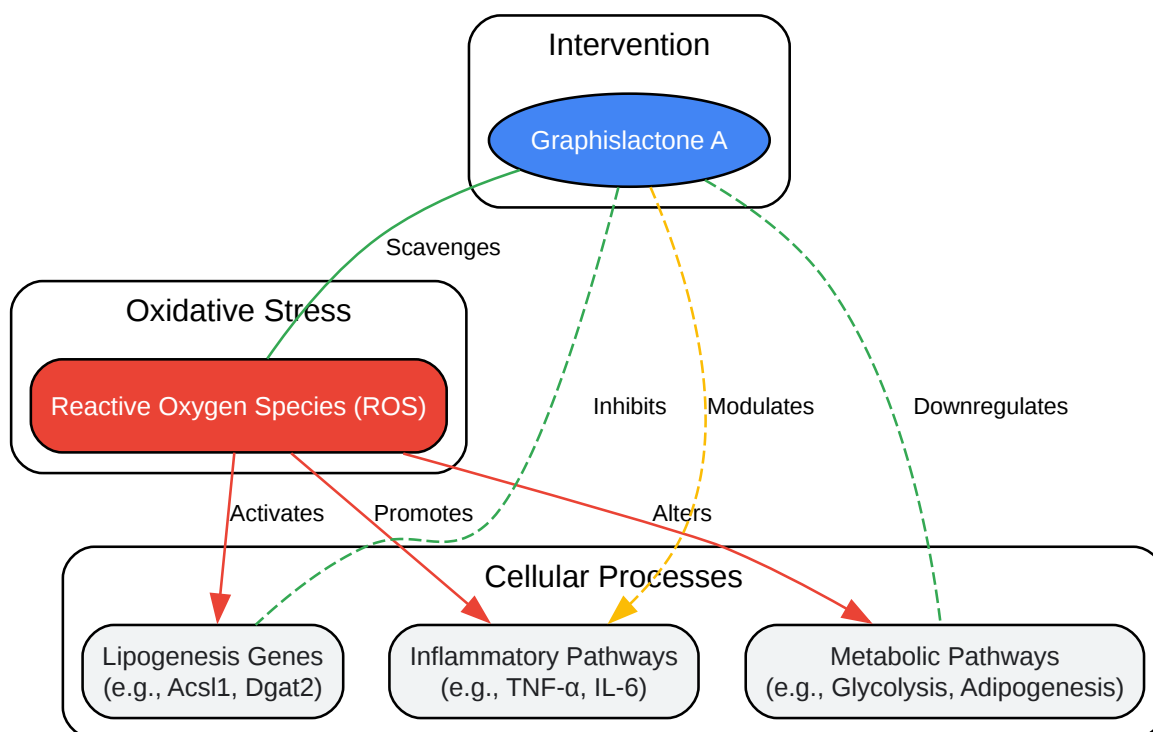 Intervention
Graphislactone A
Scavenges
Oxidative Stress
Reactive Oxygen Species (ROS)
Inhibits
Modulates
Downregulates
Activates
Promotes
Alters
Cellular Processes
Lipogenesis Genes
(e.g., Acsl1, Dgat2)
Inflammatory Pathways
(e.g., TNF-α, IL-6)
Metabolic Pathways
(e.g., Glycolysis, Adipogenesis)